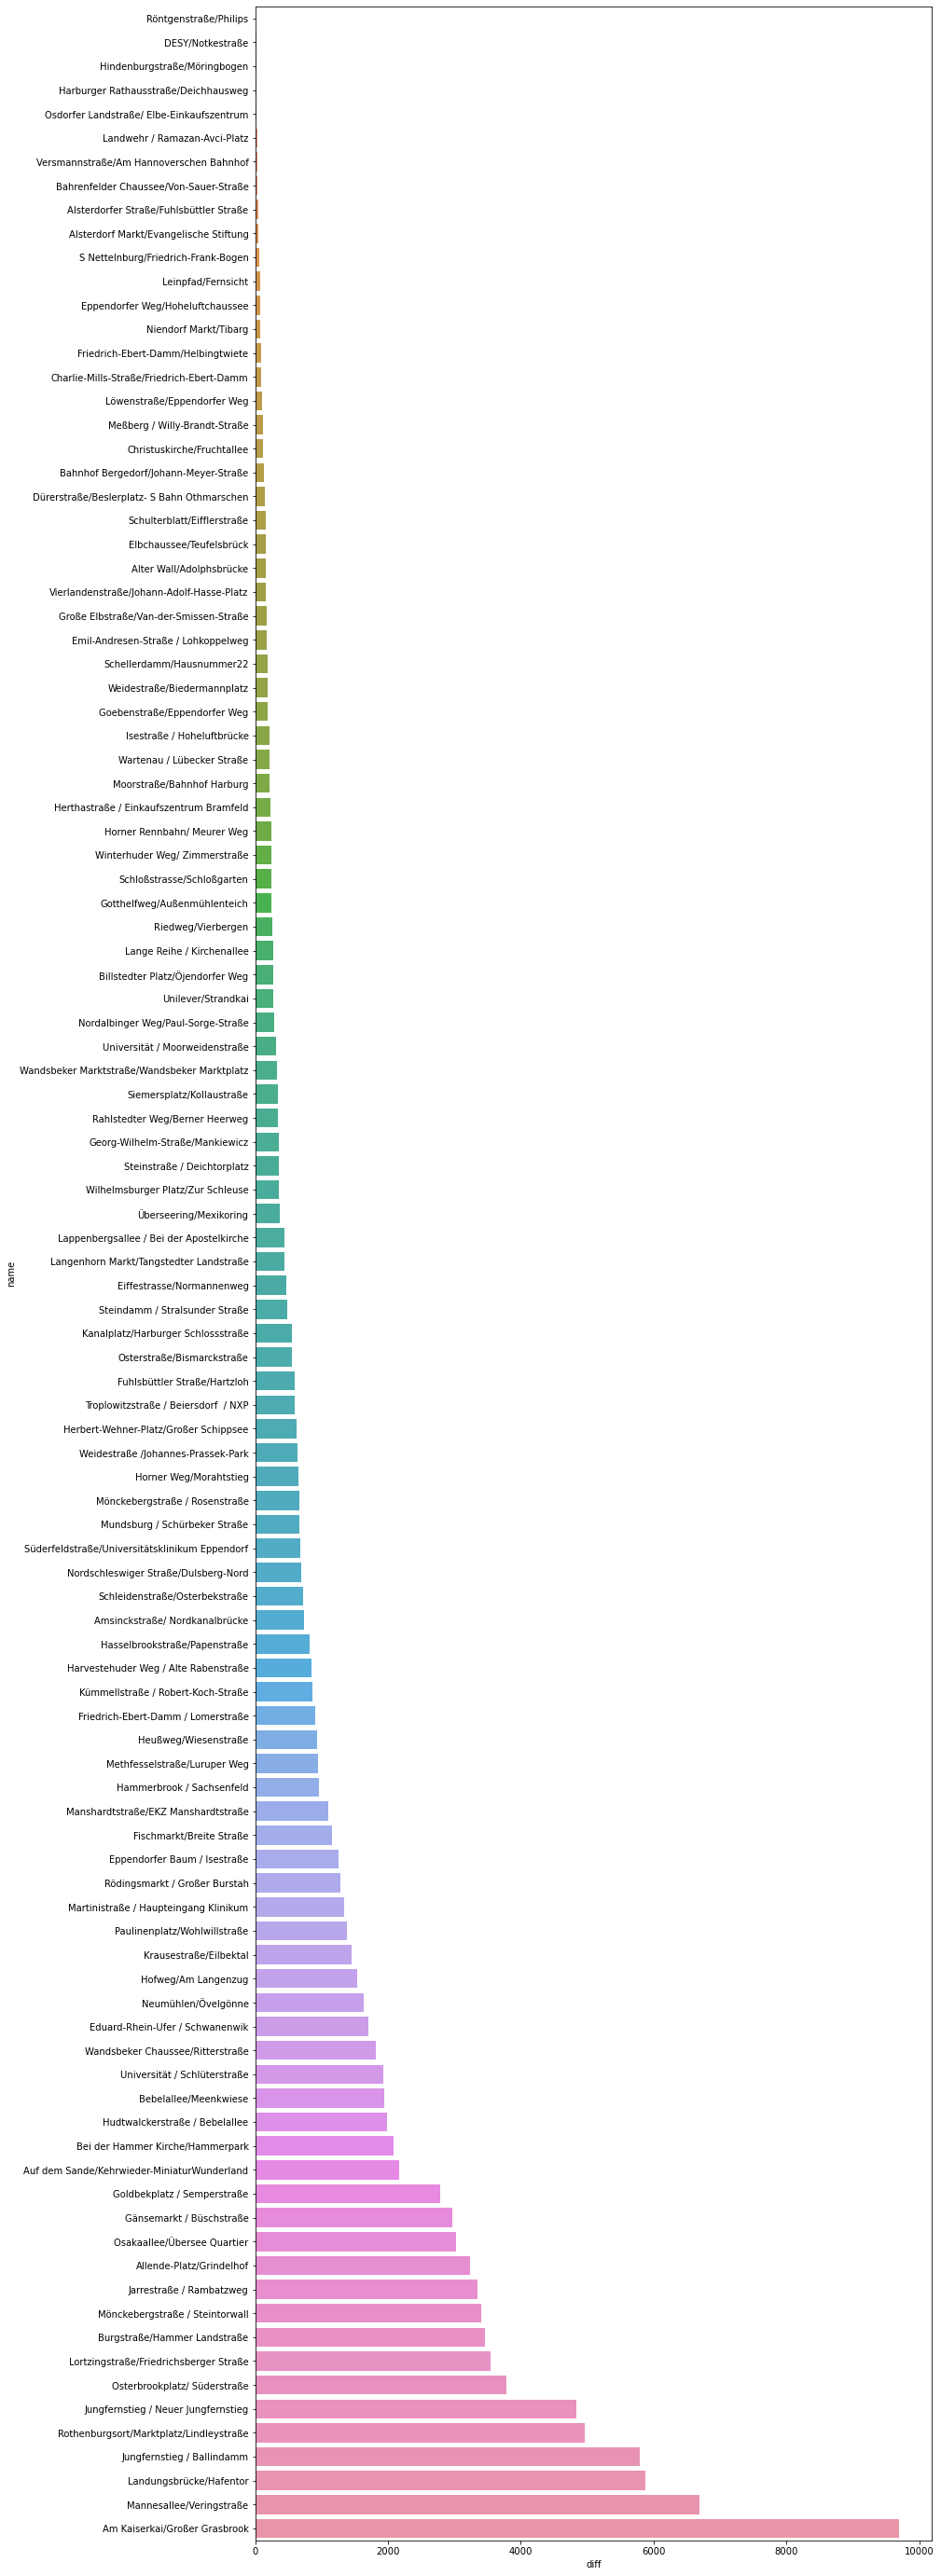 Röntgenstraße/Philips
DESY/Notkestraße
Hindenburgstraße/Möringbogen
Harburger Rathausstraße/Deichhausweg
Osdorfer Landstraße/ Elbe-Einkaufszentrum
Landwehr / Ramazan-Avci-Platz
Versmannstraße/Am Hannoverschen Bahnhof
Bahrenfelder Chaussee/Von-Sauer-Straße
Alsterdorfer Straße/Fuhlsbüttler Straße
Alsterdorf Markt/Evangelische Stiftung
S Nettelnburg/Friedrich-Frank-Bogen
Leinpfad/Fernsicht
Eppendorfer Weg/Hoheluftchaussee
Niendorf Markt/Tibarg
Friedrich-Ebert-Damm/Helbingtwiete
Charlie-Mills-Straße/Friedrich-Ebert-Damm
Löwenstraße/Eppendorfer Weg
Meßberg / Willy-Brandt-Straße
Christuskirche/Fruchtallee
Bahnhof Bergedorf/Johann-Meyer-Straße
Dürerstraße/Beslerplatz- S Bahn Othmarschen
Schulterblatt/Eifflerstraße
Elbchaussee/Teufelsbrück
Alter Wall/Adolphsbrücke
Vierlandenstraße/Johann-Adolf-Hasse-Platz
Große Elbstraße/Van-der-Smissen-Straße
Emil-Andresen-Straße / Lohkoppelweg
Schellerdamm/Hausnummer22
Weidestraße/Biedermannplatz
Goebenstraße/Eppendorfer Weg
Isestraße / Hoheluftbrücke
Wartenau / Lübecker Straße
Moorstraße/Bahnhof Harburg
Herthastraße / Einkaufszentrum Bramfeld
Horner Rennbahn/ Meurer Weg
Winterhuder Weg/ Zimmerstraße
Schloßstrasse/Schloßgarten
Gotthelfweg/Außenmühlenteich
Riedweg/Vierbergen
Lange Reihe / Kirchenallee
Billstedter Platz/Öjendorfer Weg
Unilever/Strandkai
Nordalbinger Weg/Paul-Sorge-Straße
Universität / Moorweidenstraße
Wandsbeker Marktstraße/Wandsbeker Marktplatz
Siemersplatz/Kollaustraße
Rahlstedter Weg/Berner Heerweg
Georg-Wilhelm-Straße/Mankiewicz
Steinstraße / Deichtorplatz
Wilhelmsburger Platz/Zur Schleuse
Überseering/Mexikoring
Lappenbergsallee / Bei der Apostelkirche
Langenhorn Markt/Tangstedter Landstraße
Eiffestrasse/Normannenweg
Steindamm / Stralsunder Straße
Kanalplatz/Harburger Schlossstraße
Osterstraße/Bismarckstraße
Fuhlsbüttler Straße/Hartzloh
Troplowitzstraße / Beiersdorf  / NXP
Herbert-Wehner-Platz/Großer Schippsee
Weidestraße /Johannes-Prassek-Park
Horner Weg/Morahtstieg
Mönckebergstraße / Rosenstraße
Mundsburg / Schürbeker Straße
Süderfeldstraße/Universitätsklinikum Eppendorf
Nordschleswiger Straße/Dulsberg-Nord
Schleidenstraße/Osterbekstraße
Amsinckstraße/ Nordkanalbrücke
Hasselbrookstraße/Papenstraße
Harvestehuder Weg / Alte Rabenstraße
Kümmellstraße / Robert-Koch-Straße
Friedrich-Ebert-Damm / Lomerstraße
Heußweg/Wiesenstraße
Methfesselstraße/Luruper Weg
Hammerbrook / Sachsenfeld
Manshardtstraße/EKZ Manshardtstraße
Fischmarkt/Breite Straße
Eppendorfer Baum / Isestraße
Rödingsmarkt / Großer Burstah
Martinistraße / Haupteingang Klinikum
Paulinenplatz/Wohlwillstraße
Krausestraße/Eilbektal
Hofweg/Am Langenzug
Neumühlen/Övelgönne
Eduard-Rhein-Ufer / Schwanenwik
Wandsbeker Chaussee/Ritterstraße
Universität / Schlüterstraße
Bebelallee/Meenkwiese
Hudtwalckerstraße / Bebelallee
Bei der Hammer Kirche/Hammerpark
Auf dem Sande/Kehrwieder-MiniaturWunderland
Goldbekplatz / Semperstraße
Gänsemarkt / Büschstraße
Osakaallee/Übersee Quartier
Allende-Platz/Grindelhof
Jarrestraße / Rambatzweg
Mönckebergstraße / Steintorwall
Burgstraße/Hammer Landstraße
Lortzingstraße/Friedrichsberger Straße
Osterbrookplatz/ Süderstraße
Jungfernstieg / Neuer Jungfernstieg
Rothenburgsort/Marktplatz/Lindleystraße
Jungfernstieg / Ballindamm
Landungsbrücke/Hafentor
Mannesallee/Veringstraße
Am Kaiserkai/Großer Grasbrook
name
0 2000 4000 6000 8000 10000
diff